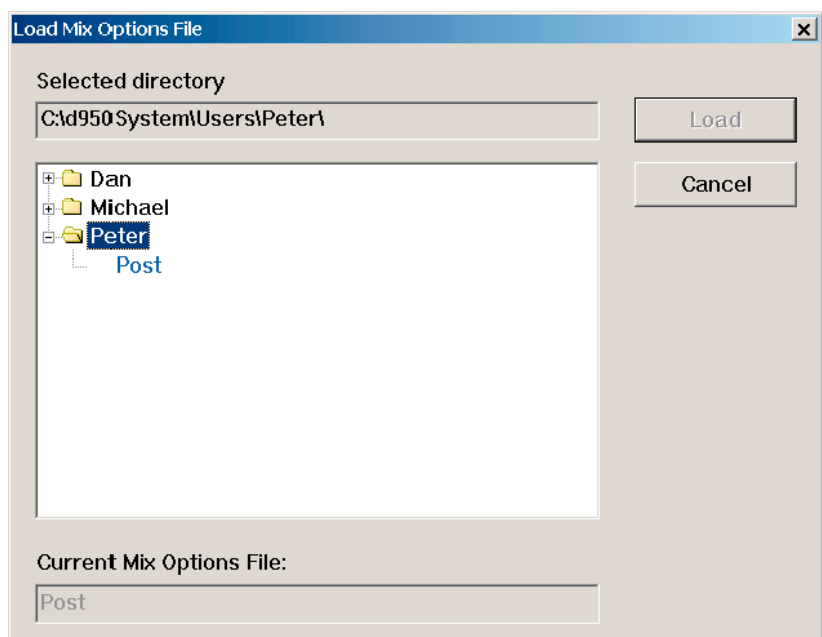 Load Mix Options File
Selected directory
C:\d950System\Users\Peter\
Load
Dan
Cancel
Michael
Peter
Post
Current Mix Options File:
Post